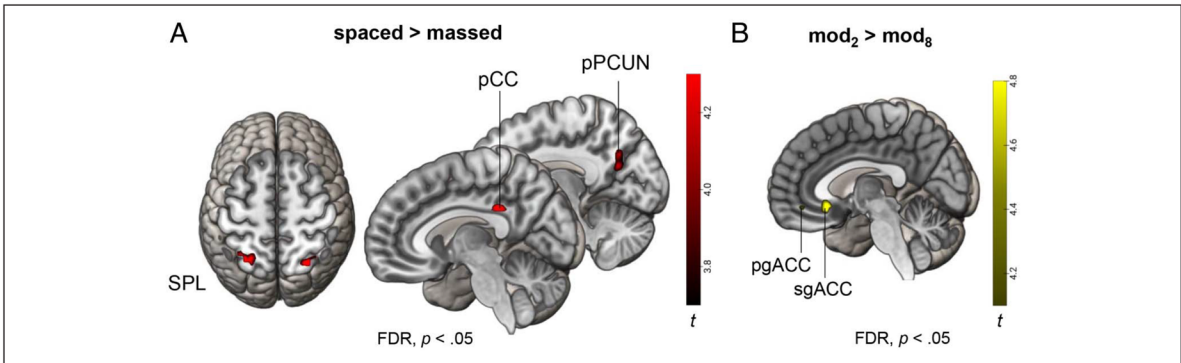 A
spaced > massed
pCC
pPCUN
SPL
4.2
4.0
3.8
t
FDR, p < .05
B
mod₂ > mod₈
pgACC
sgACC
4.8
4.6
4.4
4.2
t
FDR, p < .05